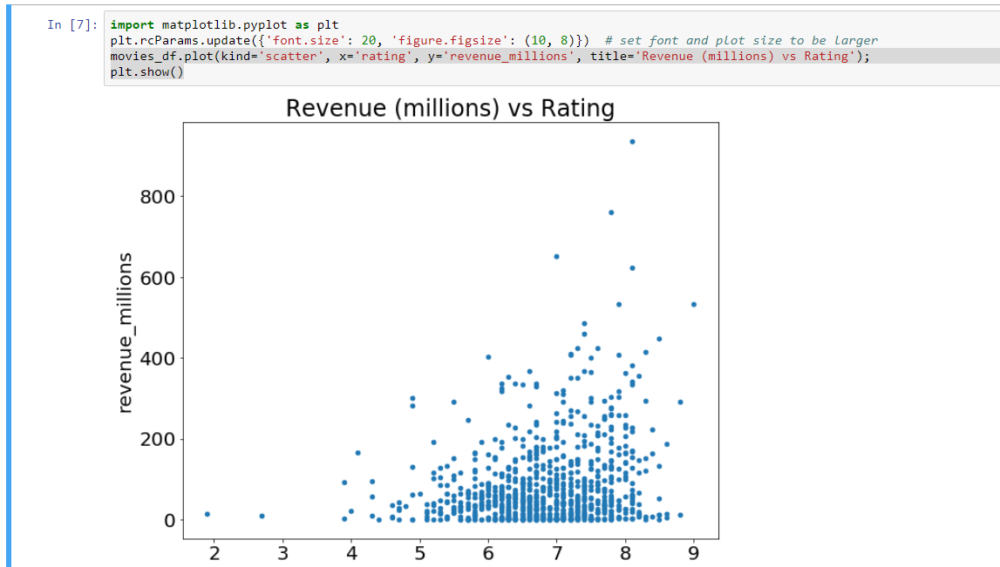 In [7]: import matplotlib.pyplot as plt
plt.rcParams.update({'font.size': 20, 'figure.figsize': (10, 8)})  # set font and plot size to be larger
movies_df.plot(kind='scatter', x='rating', y='revenue_millions', title='Revenue (millions) vs Rating');
plt.show()
Revenue (millions) vs Rating
800
600
400
200
0
revenue_millions
2 3 4 5 6 7 8 9